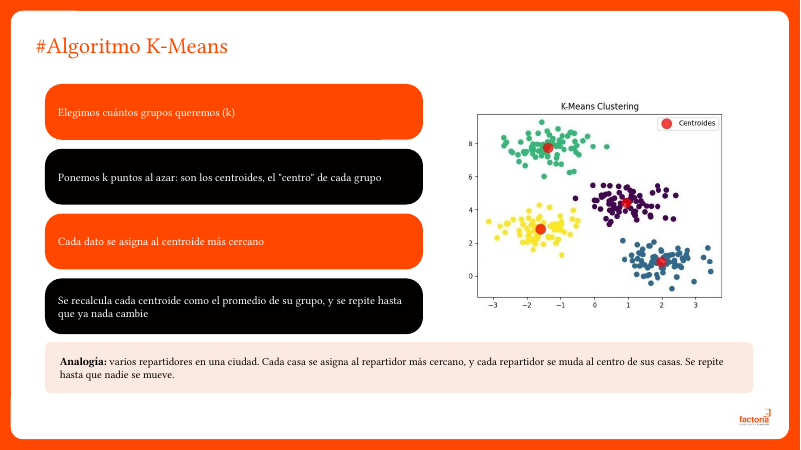 #Algoritmo K-Means
Elegimos cuántos grupos queremos (k)
Ponemos k puntos al azar: son los centroides, el "centro" de cada grupo
Cada dato se asigna al centroide más cercano
Se recalcula cada centroide como el promedio de su grupo, y se repite hasta
que ya nada cambie
K-Means Clustering
Centroides
8
6
4
2
0
−3 −2 −1 0 1 2 3
Analogía: varios repartidores en una ciudad. Cada casa se asigna al repartidor más cercano, y cada repartidor se muda al centro de sus casas. Se repite
hasta que nadie se mueve.
factoría